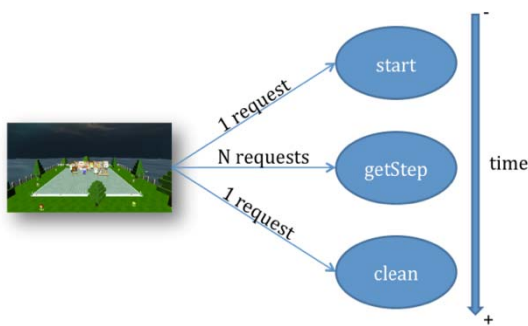 -
start
1 request
N requests
getStep
time
1 request
clean
+